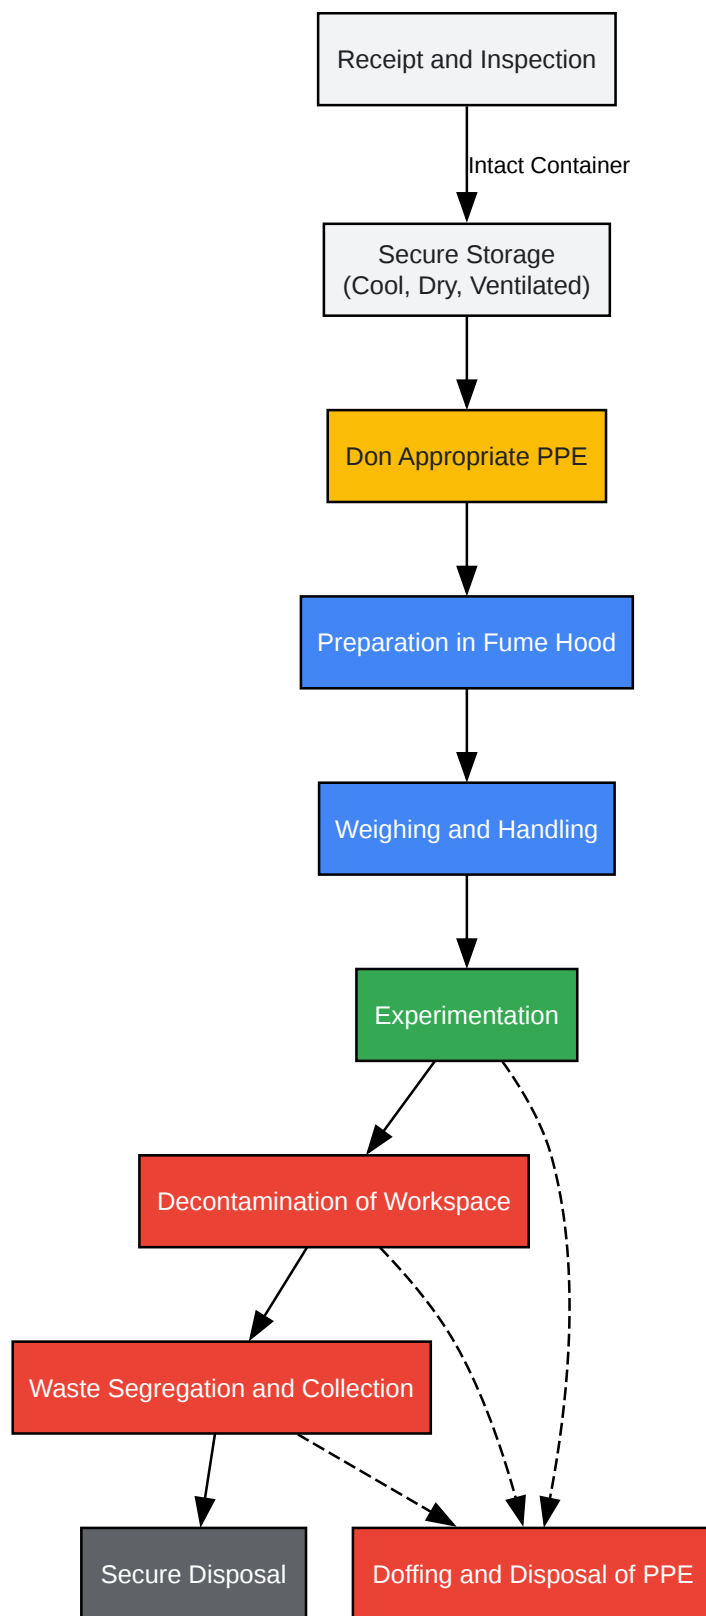 Receipt and Inspection
Intact Container
Secure Storage
(Cool, Dry, Ventilated)
Don Appropriate PPE
Preparation in Fume Hood
Weighing and Handling
Experimentation
Decontamination of Workspace
Waste Segregation and Collection
Secure Disposal
Doffing and Disposal of PPE